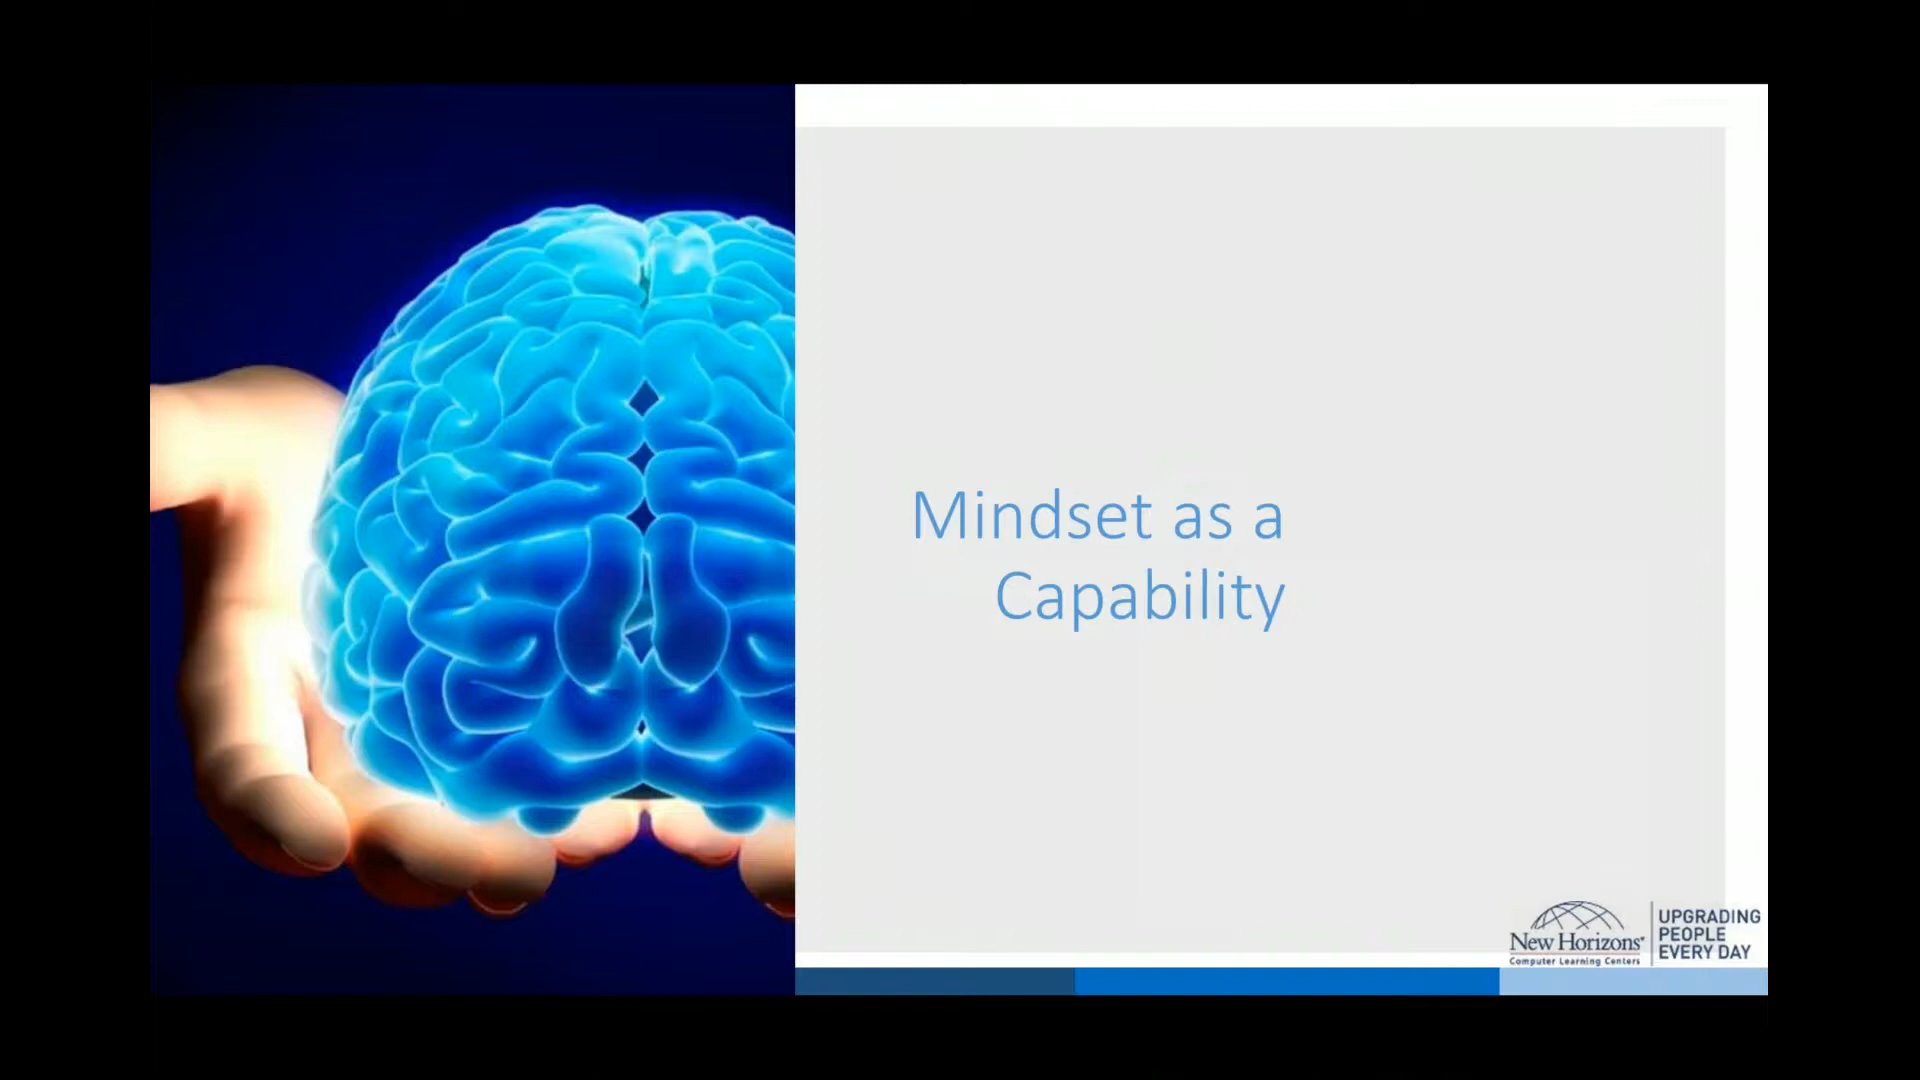 Mindset as a
Capability
New Horizons
Computer Learning Centers
UPGRADING
PEOPLE
EVERY DAY